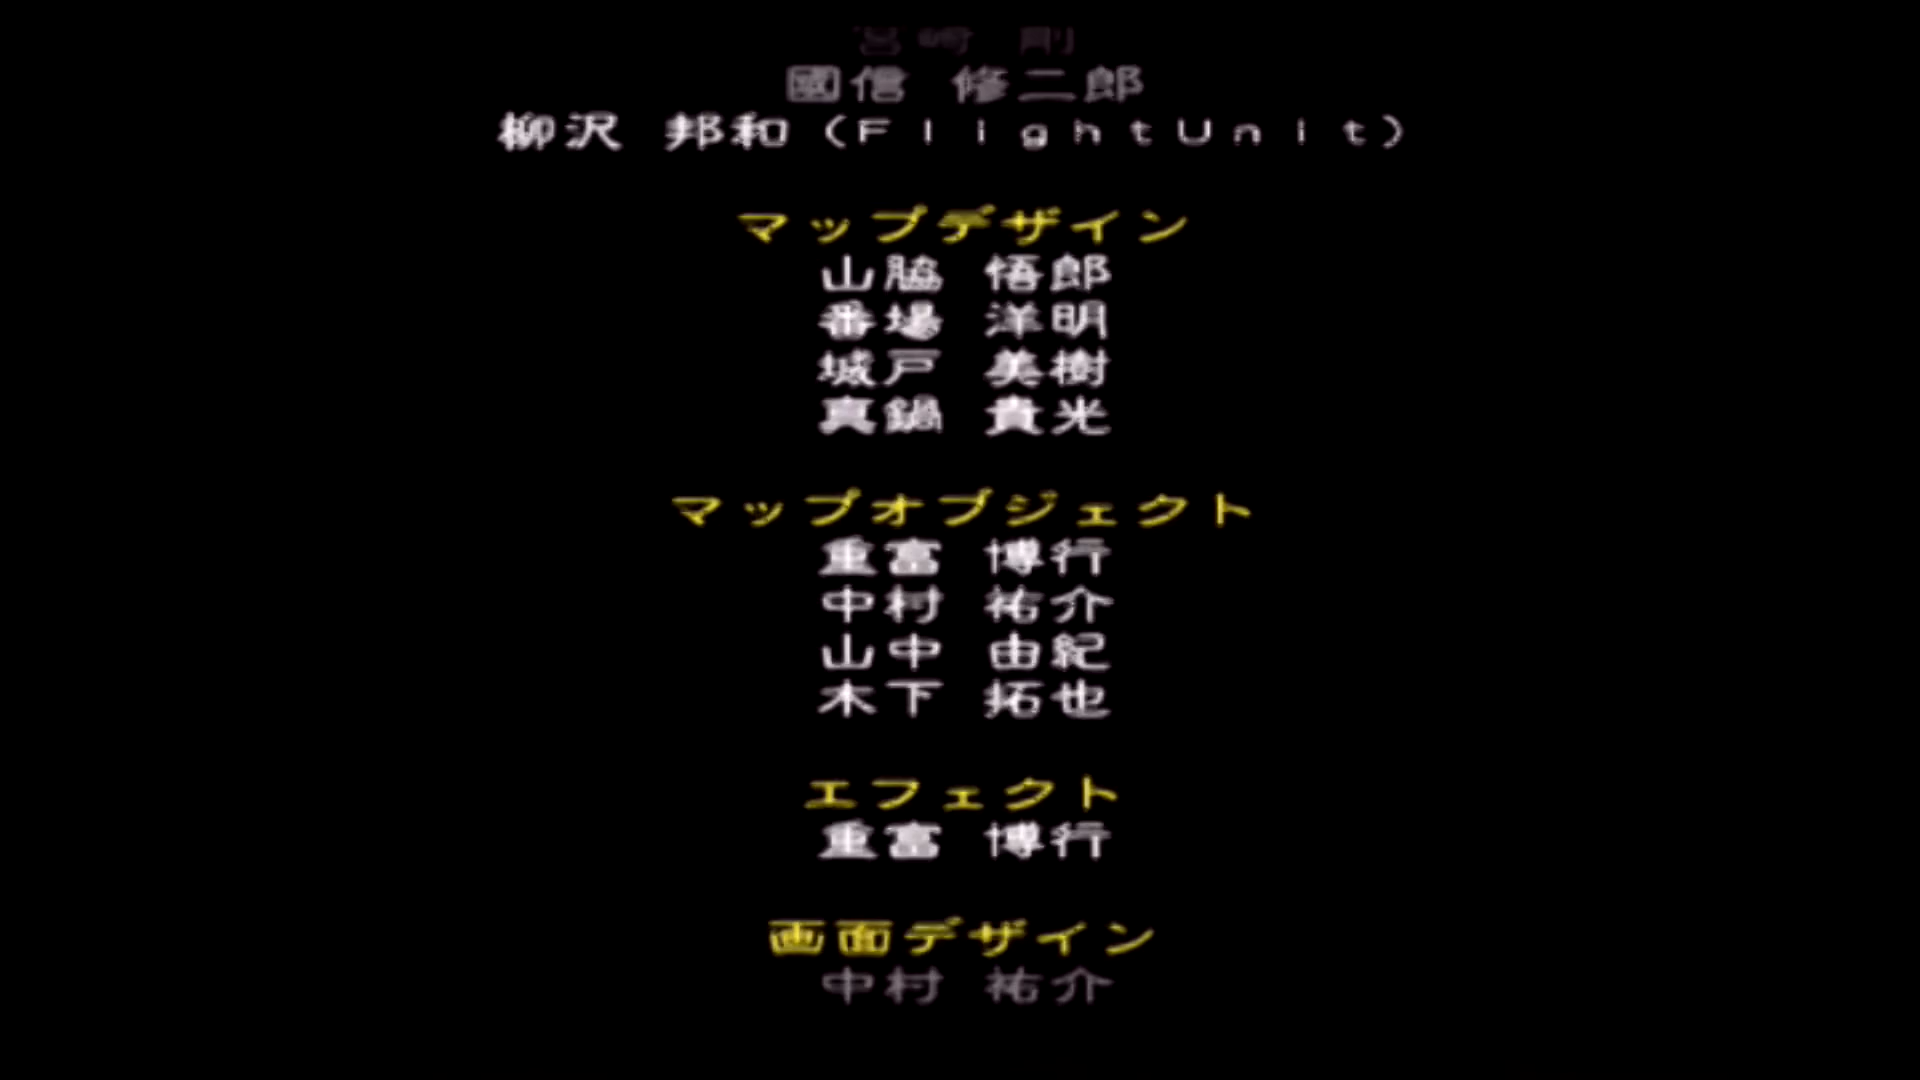 宮崎 剛
國信 修二郎
柳沢 邦和(FlightUnit)
マップデザイン
山脇 悟郎
番場 洋明
城戸 美樹
真鍋 貴光
マップオブジェクト
重富 博行
中村 祐介
山中 由紀
木下 拓也
エフェクト
重富 博行
画面デザイン
中村 祐介